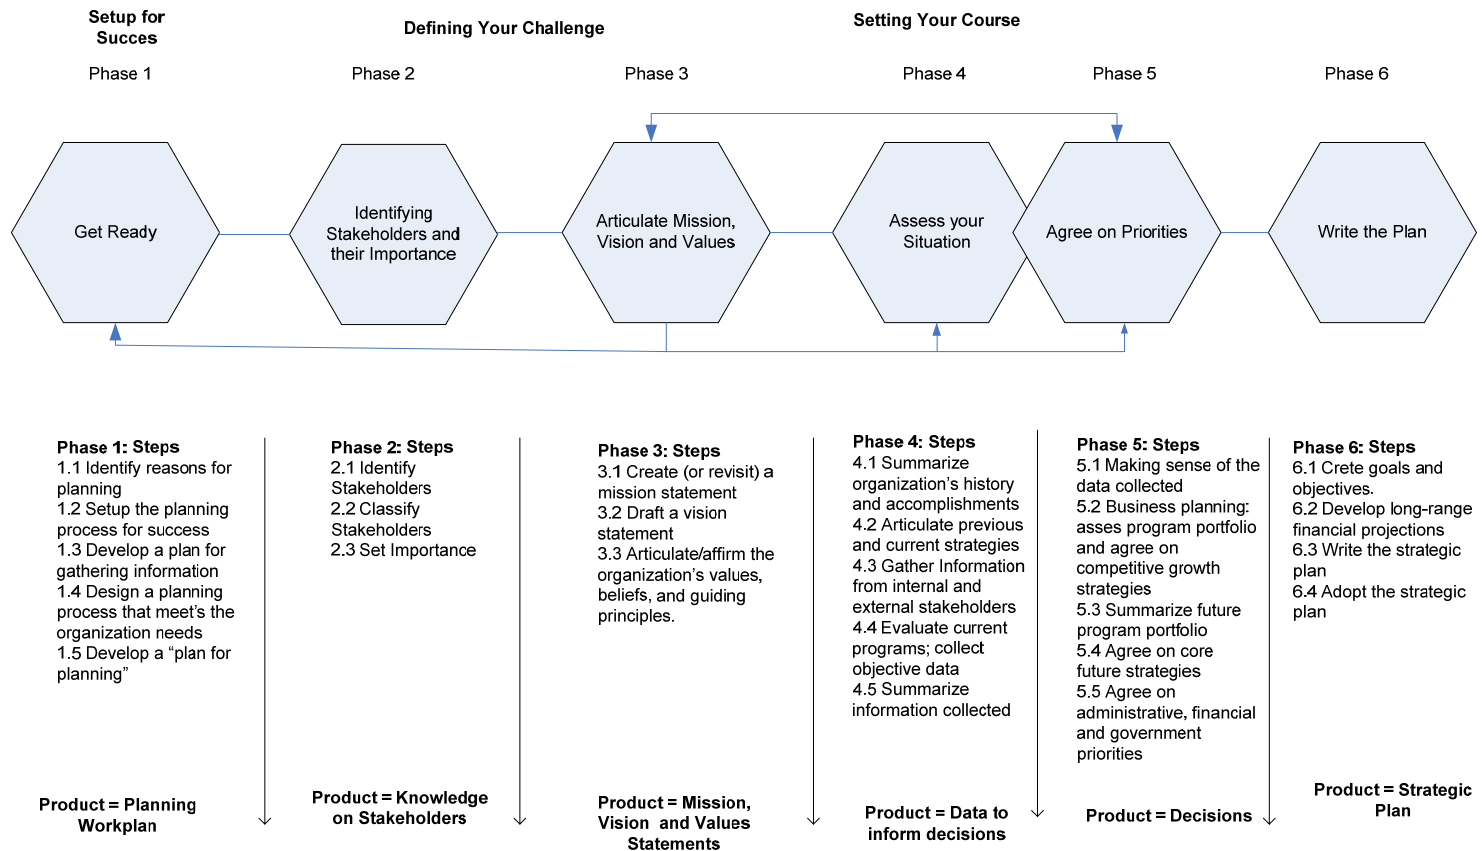 Setup for
Succes
Defining Your Challenge
Setting Your Course
Phase 1
Phase 2
Phase 3
Phase 4
Phase 5
Phase 6
Get Ready
Identifying
Stakeholders and
their Importance
Articulate Mission,
Vision and Values
Assess your
Situation
Agree on Priorities
Write the Plan
Phase 1: Steps
1.1 Identify reasons for
planning
1.2 Setup the planning
process for success
1.3 Develop a plan for
gathering information
1.4 Design a planning
process that meet's the
organization needs
1.5 Develop a “plan for
planning”
Product = Planning
Workplan
Phase 2: Steps
2.1 Identify
Stakeholders
2.2 Classify
Stakeholders
2.3 Set Importance
Product = Knowledge
on Stakeholders
Phase 3: Steps
3.1 Create (or revisit) a
mission statement
3.2 Draft a vision
statement
3.3 Articulate/affirm the
organization’s values,
beliefs, and guiding
principles.
Product = Mission,
Vision and Values
Statements
Phase 4: Steps
4.1 Summarize
organization’s history
and accomplishments
4.2 Articulate previous
and current strategies
4.3 Gather Information
from internal and
external stakeholders
4.4 Evaluate current
programs; collect
objective data
4.5 Summarize
information collected
Product = Data to
inform decisions
Phase 5: Steps
5.1 Making sense of the
data collected
5.2 Business planning:
asses program portfolio
and agree on
competitive growth
strategies
5.3 Summarize future
program portfolio
5.4 Agree on core
future strategies
5.5 Agree on
administrative, financial
and government
priorities
Product = Decisions
Phase 6: Steps
6.1 Crete goals and
objectives.
6.2 Develop long-range
financial projections
6.3 Write the strategic
plan
6.4 Adopt the strategic
plan
Product = Strategic
Plan